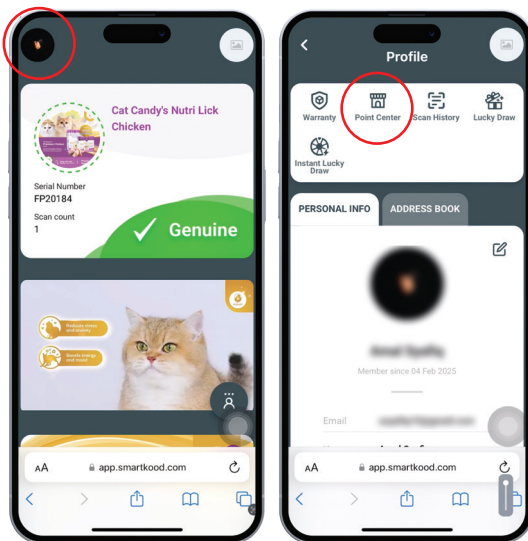 Cat Candy's Nutri Lick
Chicken
Serial Number
FP20184
Scan count
1
Genuine
Reduces stress
and anxiety
Boosts energy
and mood
AA
app.smartkood.com
Profile
Warranty
Point Center
Scan History
Lucky Draw
Instant Lucky
Draw
PERSONAL INFO
ADDRESS BOOK
Member since 04 Feb 2025
Email
AA
app.smartkood.com